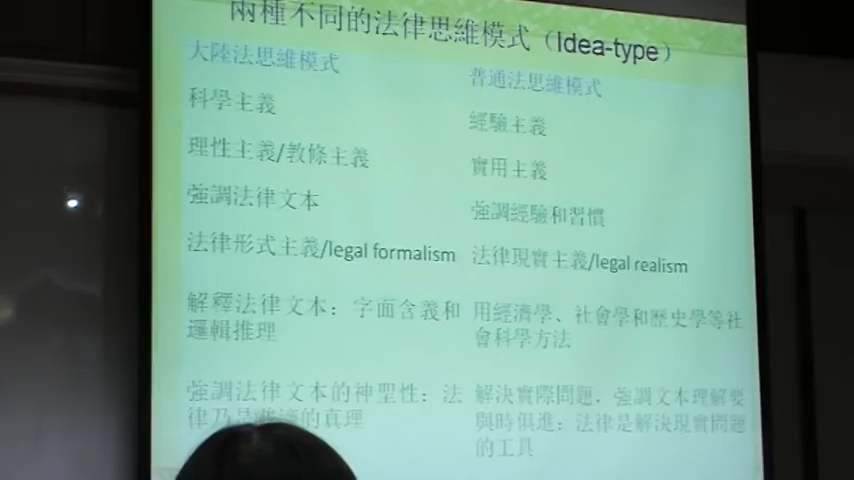 兩種不同的法律思維模式（Idea-type）
大陸法思維模式
普通法思維模式
科學主義
經驗主義
理性主義/教條主義
實用主義
強調法律文本
強調經驗和習慣
法律形式主義/legal formalism
法律現實主義/legal realism
解釋法律文本：字面含義和
邏輯推理
用經濟學、社會學和歷史學等社
會科學方法
強調法律文本的神聖性：法
律乃是普適的真理
解決實際問題，強調文本理解要
與時俱進：法律是解決現實問題
的工具